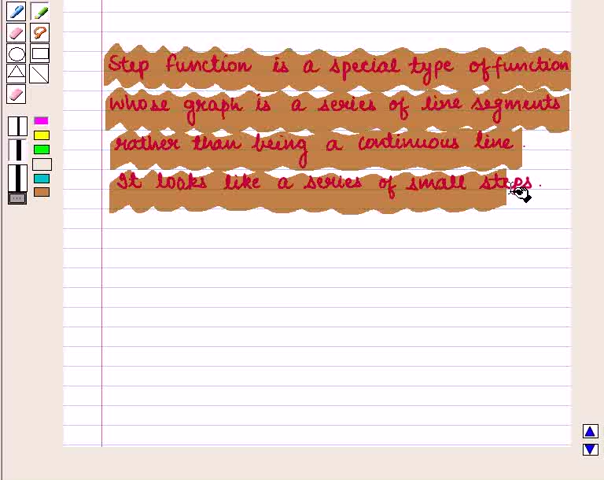 Step function is a special type of function
whose graph is a series of line segments
rather than being a continuous line.
It looks like a series of small steps.